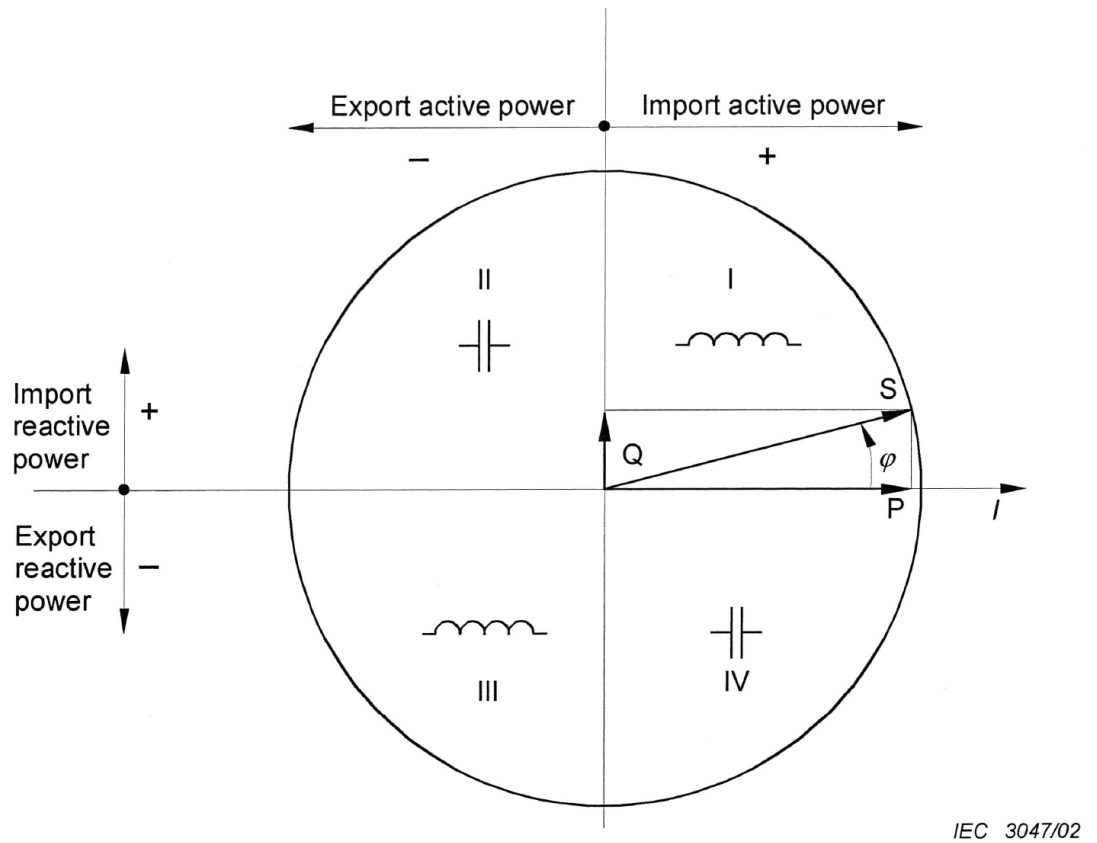 Export active power
Import active power
–
+
II
I
S
Import
reactive
power
+
Q
φ
P
I
Export
reactive
power
–
III
IV
IEC 3047/02